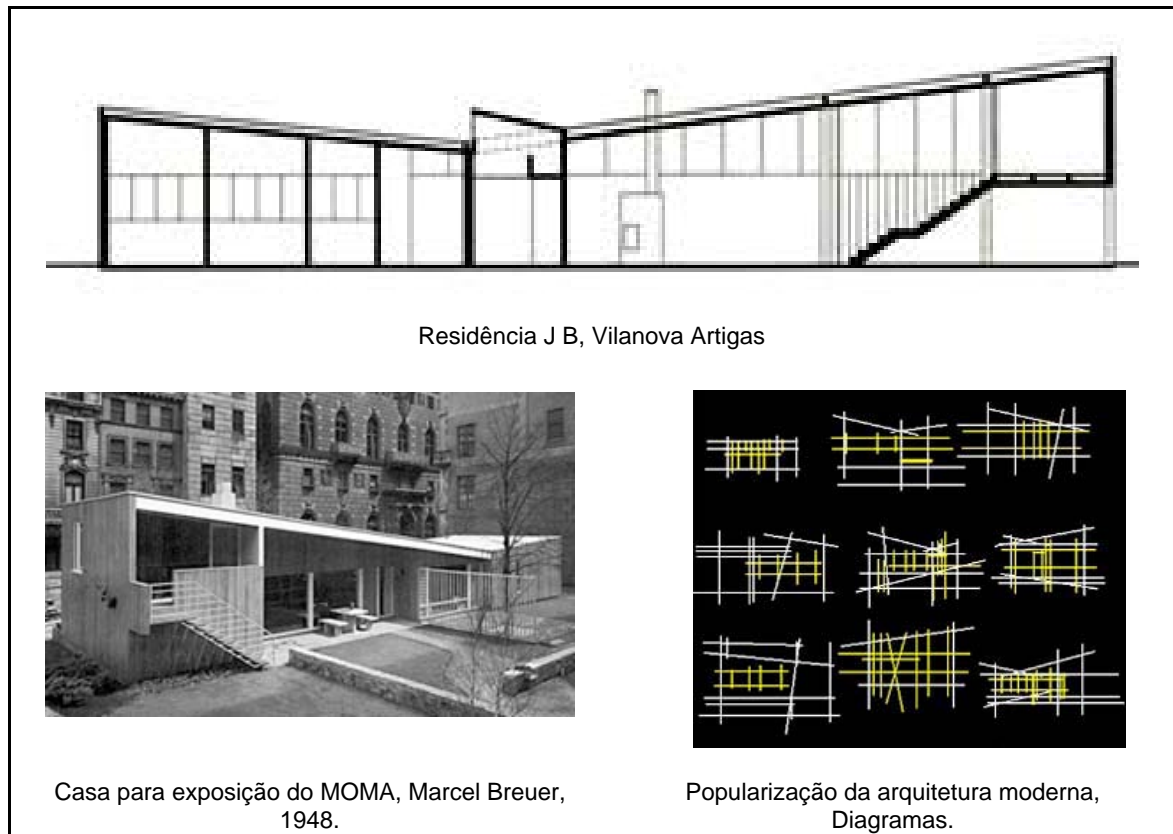 Residência J B, Vilanova Artigas
Casa para exposição do MOMA, Marcel Breuer,
1948.
Popularização da arquitetura moderna,
Diagramas.